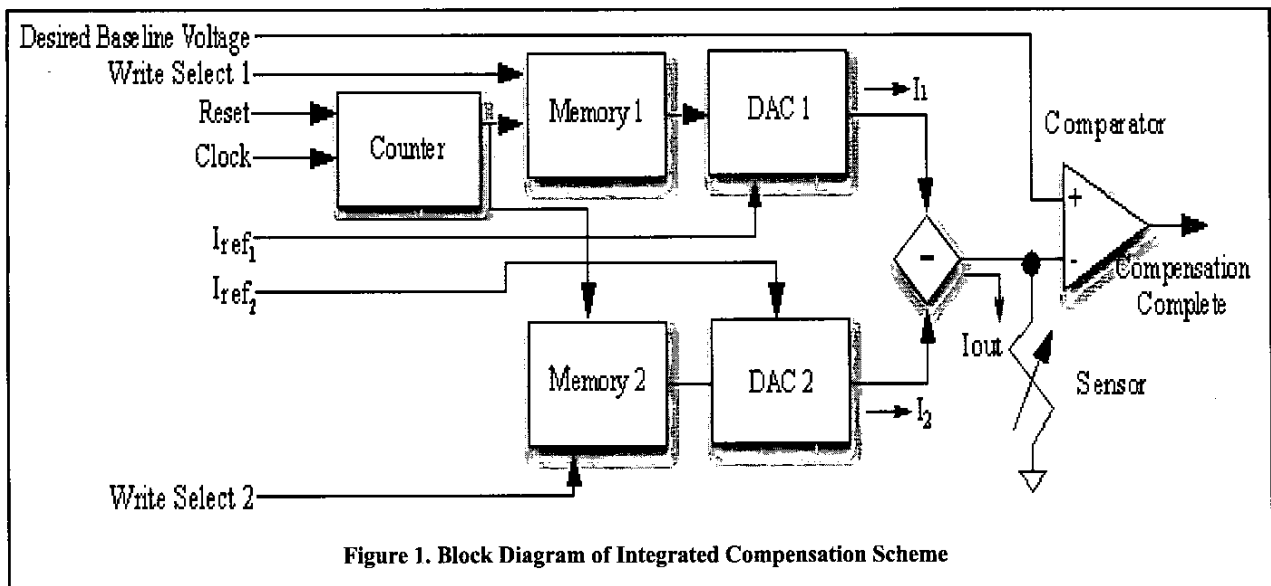 Desired Baseline Voltage
Write Select 1
Reset
Clock
Counter
Memory 1
DAC 1
I1
Comparator
+
-
Compensation
Complete
Iref1
Iref2
-
Iout
Sensor
Memory 2
DAC 2
I2
Write Select 2
Figure 1. Block Diagram of Integrated Compensation Scheme